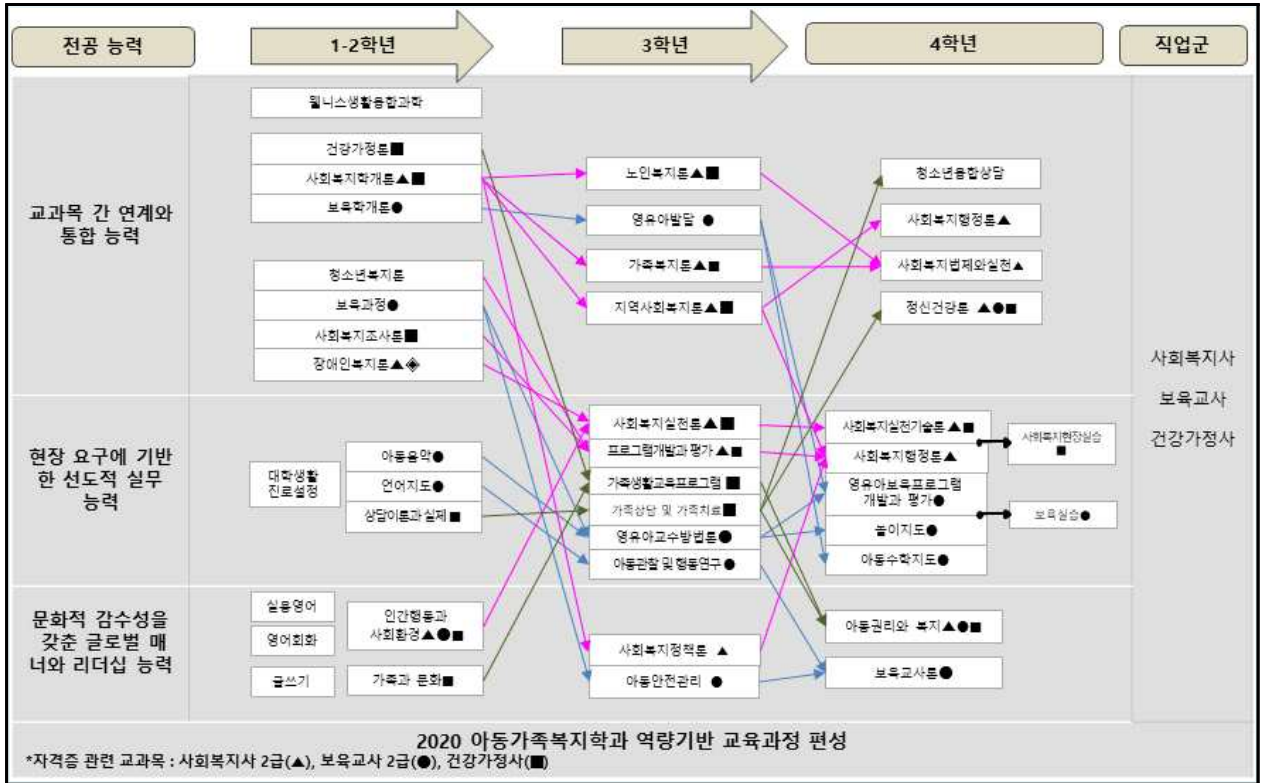 전공 능력
1-2학년
3학년
4학년
직업군
교과목 간 연계와
통합 능력
웰니스생활융합과학
건강가정론■
사회복지학개론▲■
보육학개론●
청소년복지론
보육과정●
사회복지조사론■
장애인복지론▲◈
노인복지론▲■
영유아발달 ●
가족복지론▲■
지역사회복지론▲■
청소년융합상담
사회복지행정론▲
사회복지법제와실천▲
정신건강론 ▲●■
현장 요구에 기반
한 선도적 실무
능력
대학생활
진로설정
아동음악●
언어지도●
상담이론과실제■
사회복지실천론▲■
프로그램개발과 평가▲■
가족생활교육프로그램 ■
가족상담 및 가족치료■
영유아교수방법론●
아동관찰 및 행동연구●
사회복지실천기술론▲■
사회복지행정론▲
영유아보육프로그램
개발과 평가●
놀이지도●
아동수학지도●
사회복지현장실습
■
보육실습●
문화적 감수성을
갖춘 글로벌 매
너와 리더십 능력
실용영어
영어회화
글쓰기
인간행동과
사회환경▲●■
가족과 문화■
사회복지정책론 ▲
아동안전관리 ●
아동권리와 복지▲●■
보육교사론●
사회복지사
보육교사
건강가정사
2020 아동가족복지학과 역량기반 교육과정 편성
*자격증 관련 교과목 : 사회복지사 2급(▲), 보육교사 2급(●), 건강가정사(■)